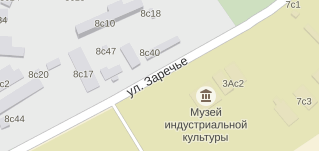 7с1
8с18
8с10
8с47
8с40
ул. Заречье
8с20
8с17
с2
3Ас2
7с3
Музей
индустриальной
культуры
8с44